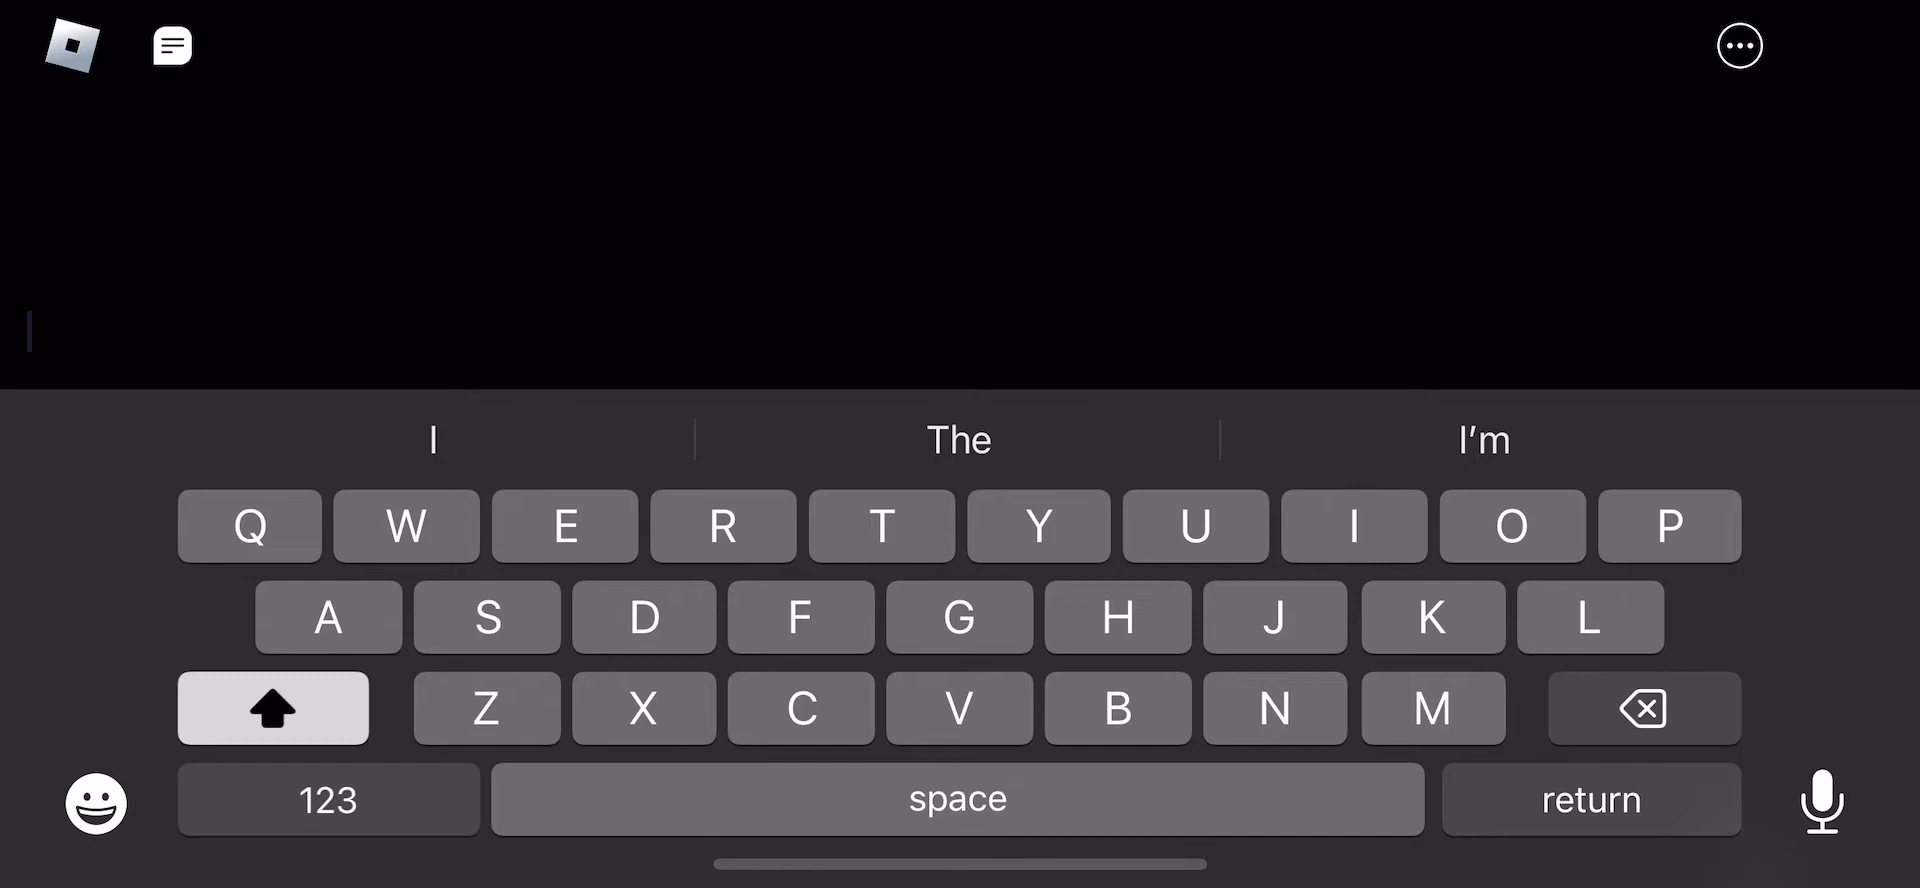 I The I'm
Q W E R T Y U I O P
A S D F G H J K L
Z X C V B N M
123 space return